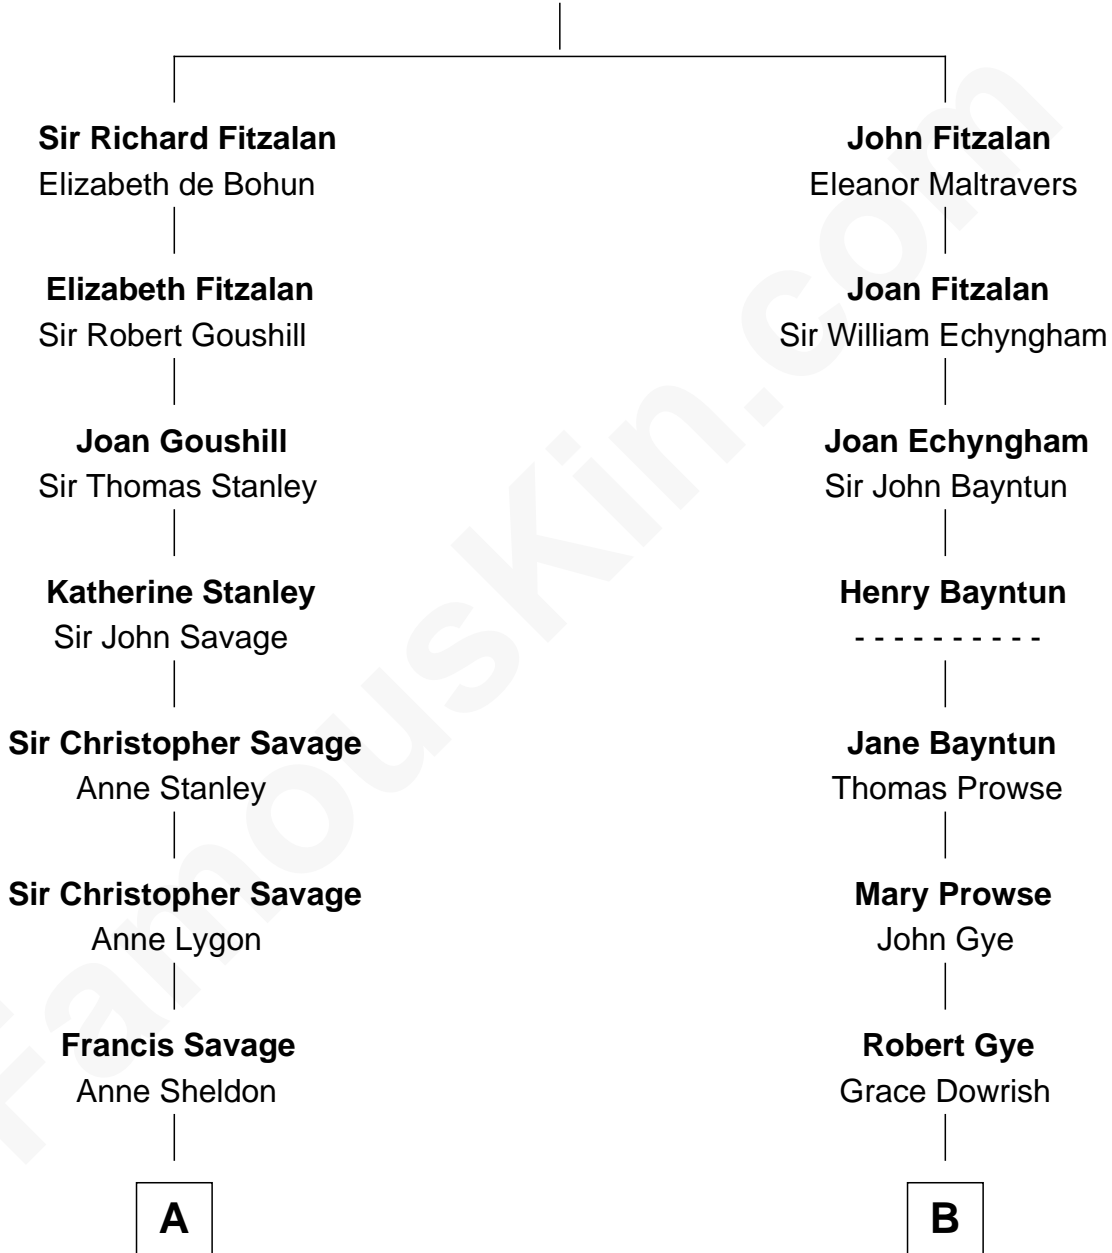 Sir Richard Fitzalan
Elizabeth de Bohun
John Fitzalan
Eleanor Maltravers
Elizabeth Fitzalan
Sir Robert Goushill
Joan Fitzalan
Sir William Echyngham
Joan Goushill
Sir Thomas Stanley
Joan Echyngham
Sir John Bayntun
Katherine Stanley
Sir John Savage
Henry Bayntun
- - - - - - - - - -
Sir Christopher Savage
Anne Stanley
Jane Bayntun
Thomas Prowse
Sir Christopher Savage
Anne Lygon
Mary Prowse
John Gye
Francis Savage
Anne Sheldon
Robert Gye
Grace Dowrish
A
B
FamousKin.com